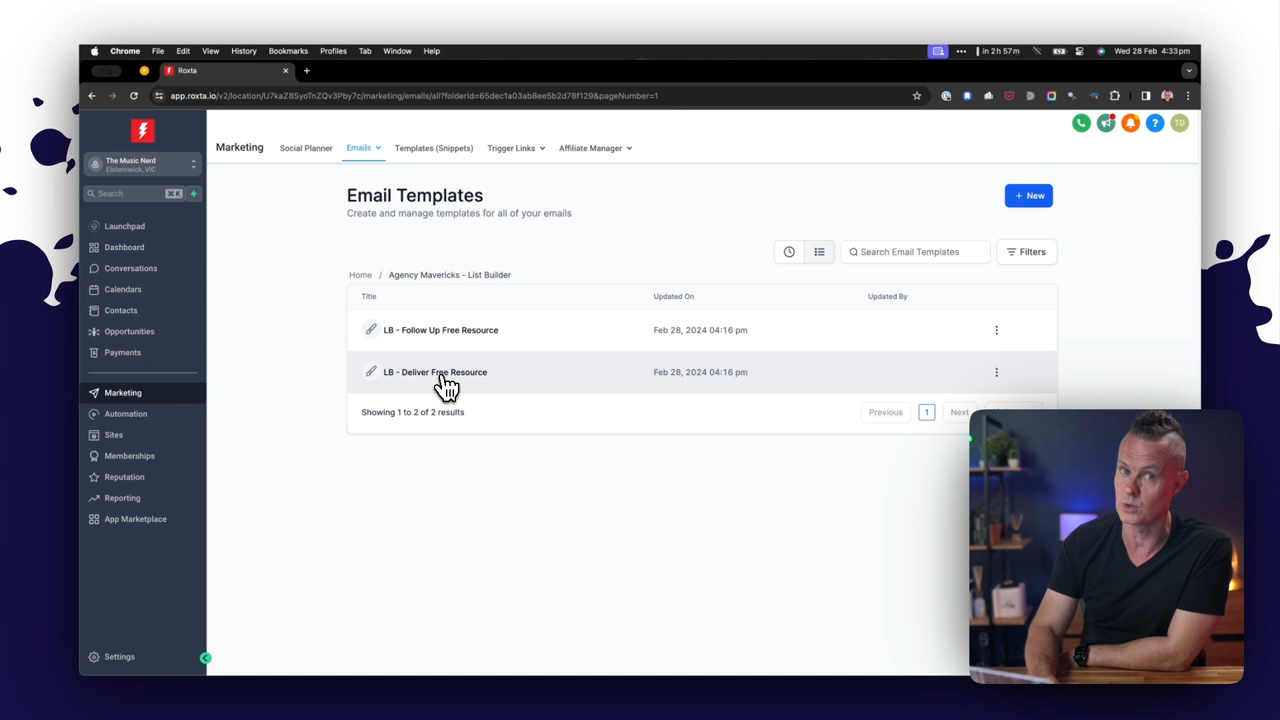 Chrome File Edit View History Bookmarks Profiles Tab Window Help
in 2h 57m
Wed 28 Feb 4:33pm
Roxta
app.roxta.io/v2/location/U7kaZ8SyoTnZQv3Pby7c/marketing/emails/all?folderId=65dec1a03ab8ee5b2d78f129&pageNumber=1
TD
The Music Nerd
Elsternwick, VIC
Search ⌘K
Launchpad
Dashboard
Conversations
Calendars
Contacts
Opportunities
Payments
Marketing
Automation
Sites
Memberships
Reputation
Reporting
App Marketplace
Settings
Marketing Social Planner Emails Templates (Snippets) Trigger Links Affiliate Manager
Email Templates
Create and manage templates for all of your emails
+ New
Search Email Templates
Filters
Home / Agency Mavericks - List Builder
Title Updated On Updated By
LB - Follow Up Free Resource Feb 28, 2024 04:16 pm
LB - Deliver Free Resource Feb 28, 2024 04:16 pm
Showing 1 to 2 of 2 results
Previous 1 Next